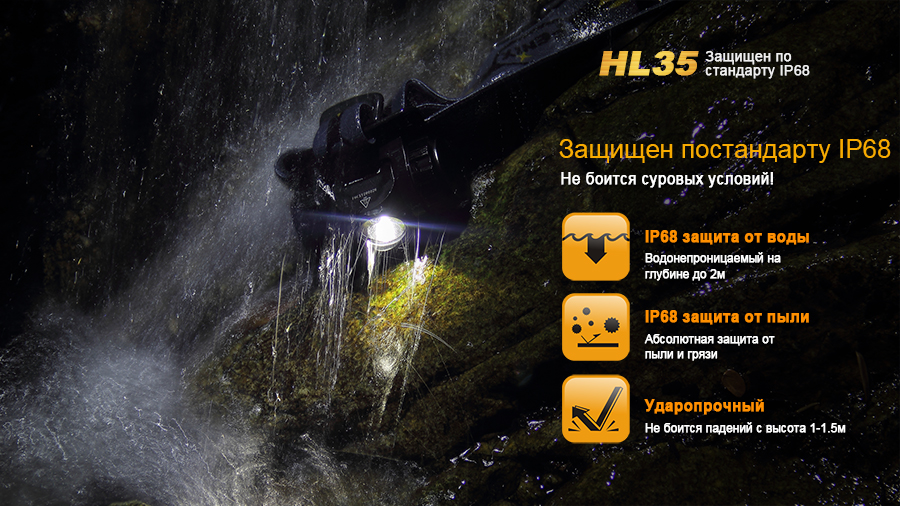 HL35
Защищен по
стандарту IP68
Защищен постандарту IP68
Не боится суровых условий!
IP68 защита от воды
Водонепроницаемый на
глубине до 2м
IP68 защита от пыли
Абсолютная защита от
пыли и грязи
Ударопрочный
Не боится падений с высота 1-1.5м